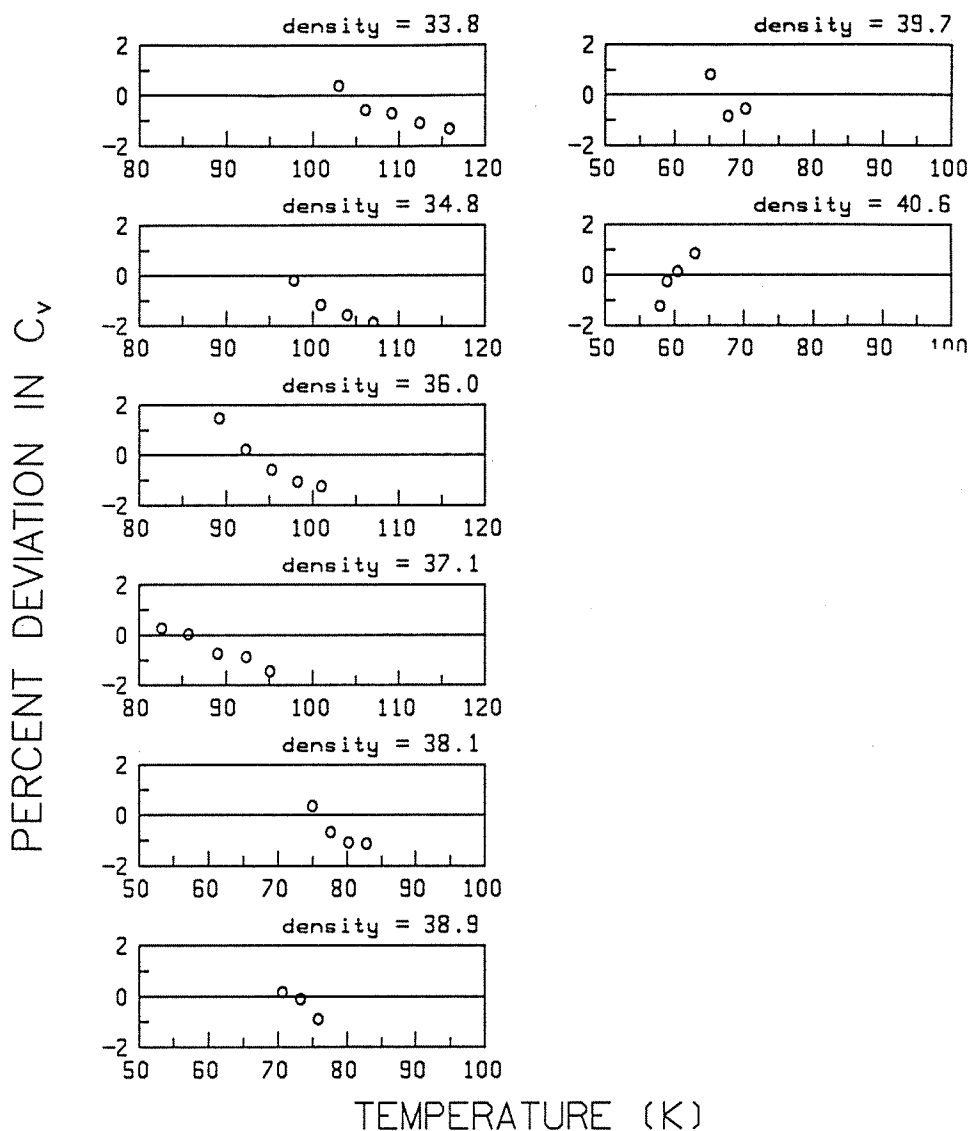 PERCENT DEVIATION IN Cv
density = 33.8
2
0
-2
80 90 100 110 120
density = 34.8
2
0
-2
80 90 100 110 120
density = 36.0
2
0
-2
80 90 100 110 120
density = 37.1
2
0
-2
80 90 100 110 120
density = 38.1
2
0
-2
50 60 70 80 90 100
density = 38.9
2
0
-2
50 60 70 80 90 100
density = 39.7
2
0
-2
50 60 70 80 90 100
density = 40.6
2
0
-2
50 60 70 80 90 100
TEMPERATURE (K)